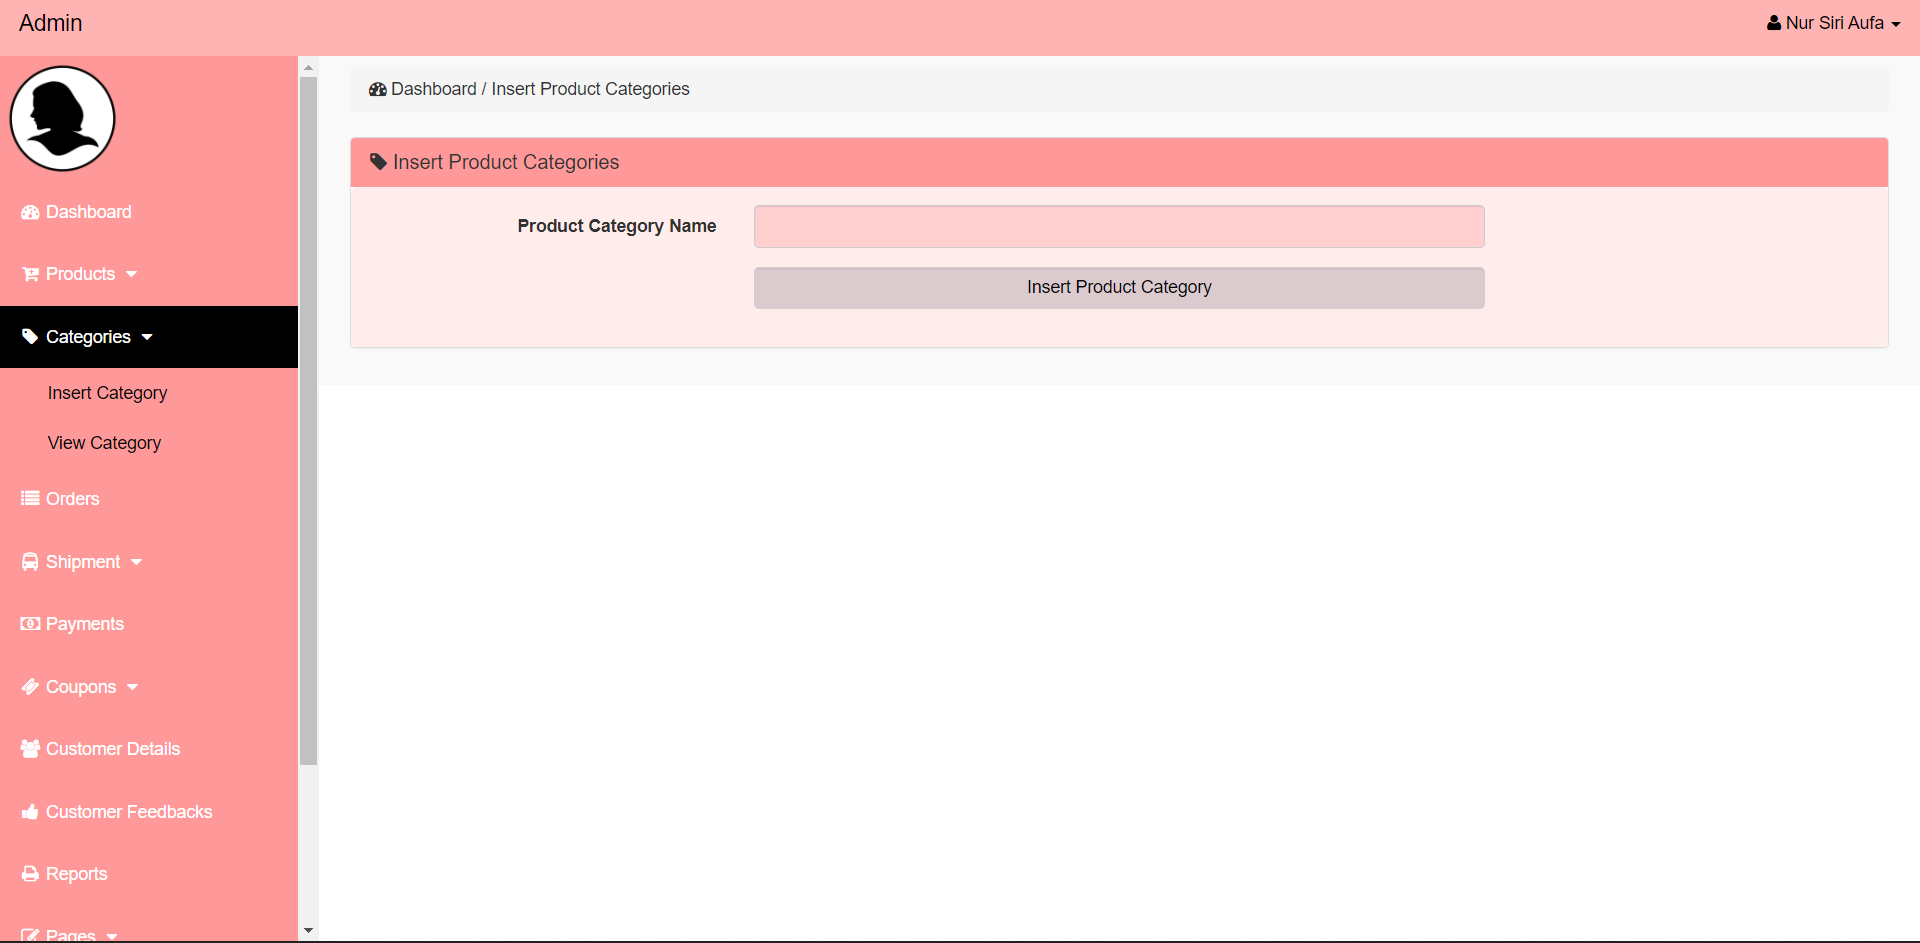 Admin
Nur Siri Aufa
Dashboard / Insert Product Categories
Insert Product Categories
Product Category Name
Insert Product Category
Dashboard
Products
Categories
Insert Category
View Category
Orders
Shipment
Payments
Coupons
Customer Details
Customer Feedbacks
Reports
Pages